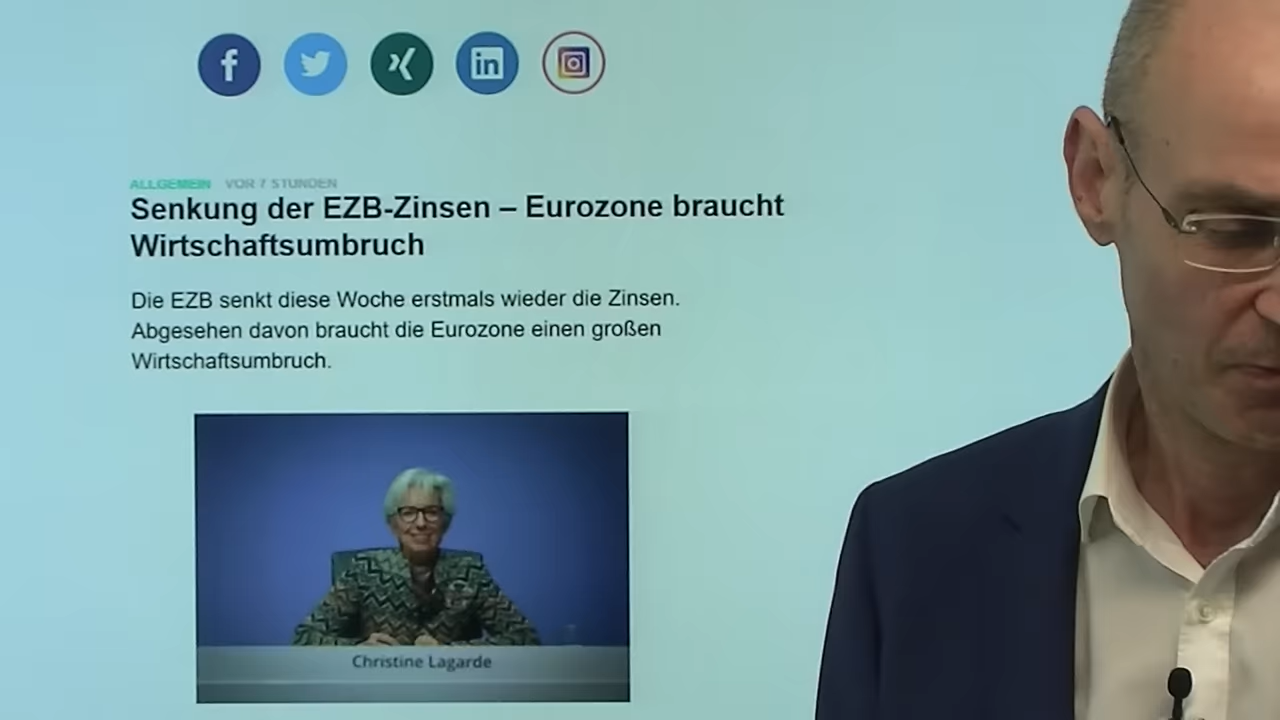 ALLGEMEIN VOR 7 STUNDEN
Senkung der EZB-Zinsen – Eurozone braucht
Wirtschaftsumbruch
Die EZB senkt diese Woche erstmals wieder die Zinsen.
Abgesehen davon braucht die Eurozone einen großen
Wirtschaftsumbruch.
Christine Lagarde